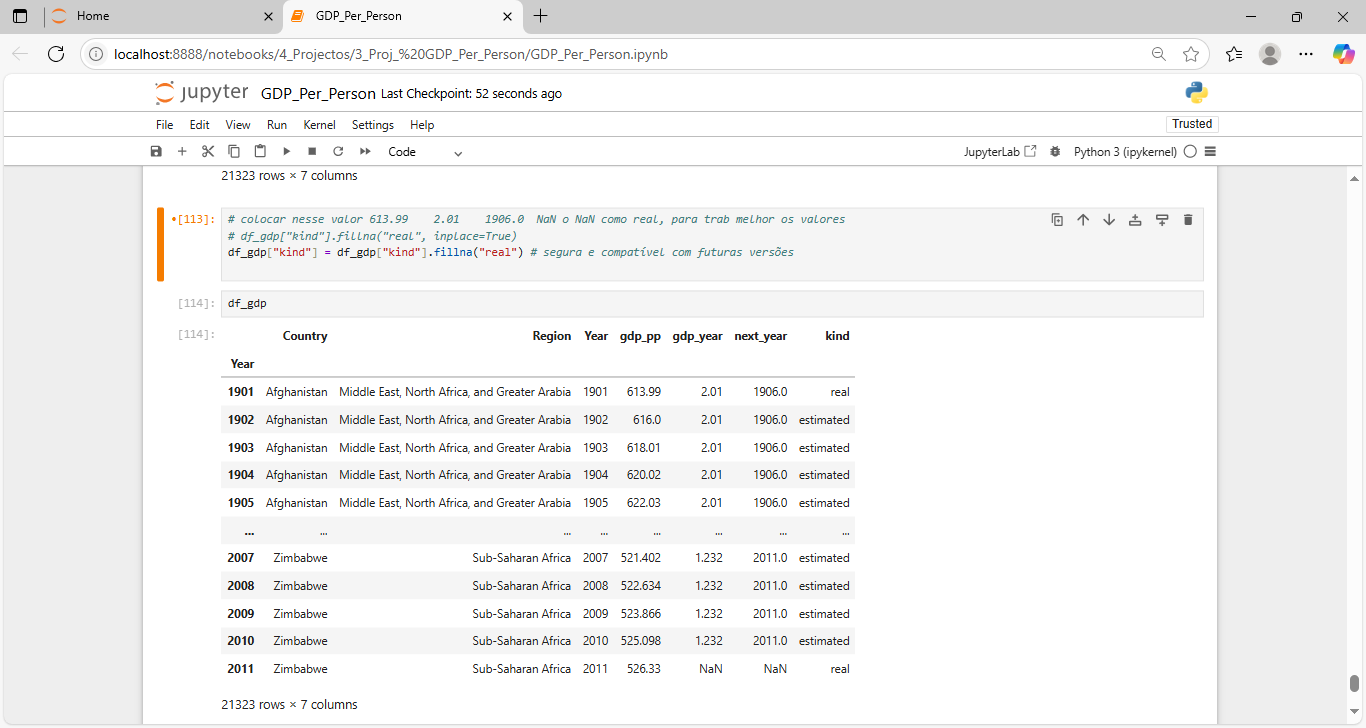 Home
GDP_Per_Person
localhost:8888/notebooks/4_Projectos/3_Proj_%20GDP_Per_Person/GDP_Per_Person.ipynb
jupyter GDP_Per_Person Last Checkpoint: 52 seconds ago
File Edit View Run Kernel Settings Help Trusted
Code JupyterLab Python 3 (ipykernel)
21323 rows × 7 columns
[113]: # colocar nesse valor 613.99 2.01 1906.0 NaN o NaN como real, para trab melhor os valores
# df_gdp["kind"].fillna("real", inplace=True)
df_gdp["kind"] = df_gdp["kind"].fillna("real") # segura e compatível com futuras versões
[114]: df_gdp
[114]: Country Region Year gdp_pp gdp_year next_year kind
Year
1901 Afghanistan Middle East, North Africa, and Greater Arabia 1901 613.99 2.01 1906.0 real
1902 Afghanistan Middle East, North Africa, and Greater Arabia 1902 616.0 2.01 1906.0 estimated
1903 Afghanistan Middle East, North Africa, and Greater Arabia 1903 618.01 2.01 1906.0 estimated
1904 Afghanistan Middle East, North Africa, and Greater Arabia 1904 620.02 2.01 1906.0 estimated
1905 Afghanistan Middle East, North Africa, and Greater Arabia 1905 622.03 2.01 1906.0 estimated
... ... ... ... ... ... ... ...
2007 Zimbabwe Sub-Saharan Africa 2007 521.402 1.232 2011.0 estimated
2008 Zimbabwe Sub-Saharan Africa 2008 522.634 1.232 2011.0 estimated
2009 Zimbabwe Sub-Saharan Africa 2009 523.866 1.232 2011.0 estimated
2010 Zimbabwe Sub-Saharan Africa 2010 525.098 1.232 2011.0 estimated
2011 Zimbabwe Sub-Saharan Africa 2011 526.33 NaN NaN real
21323 rows × 7 columns